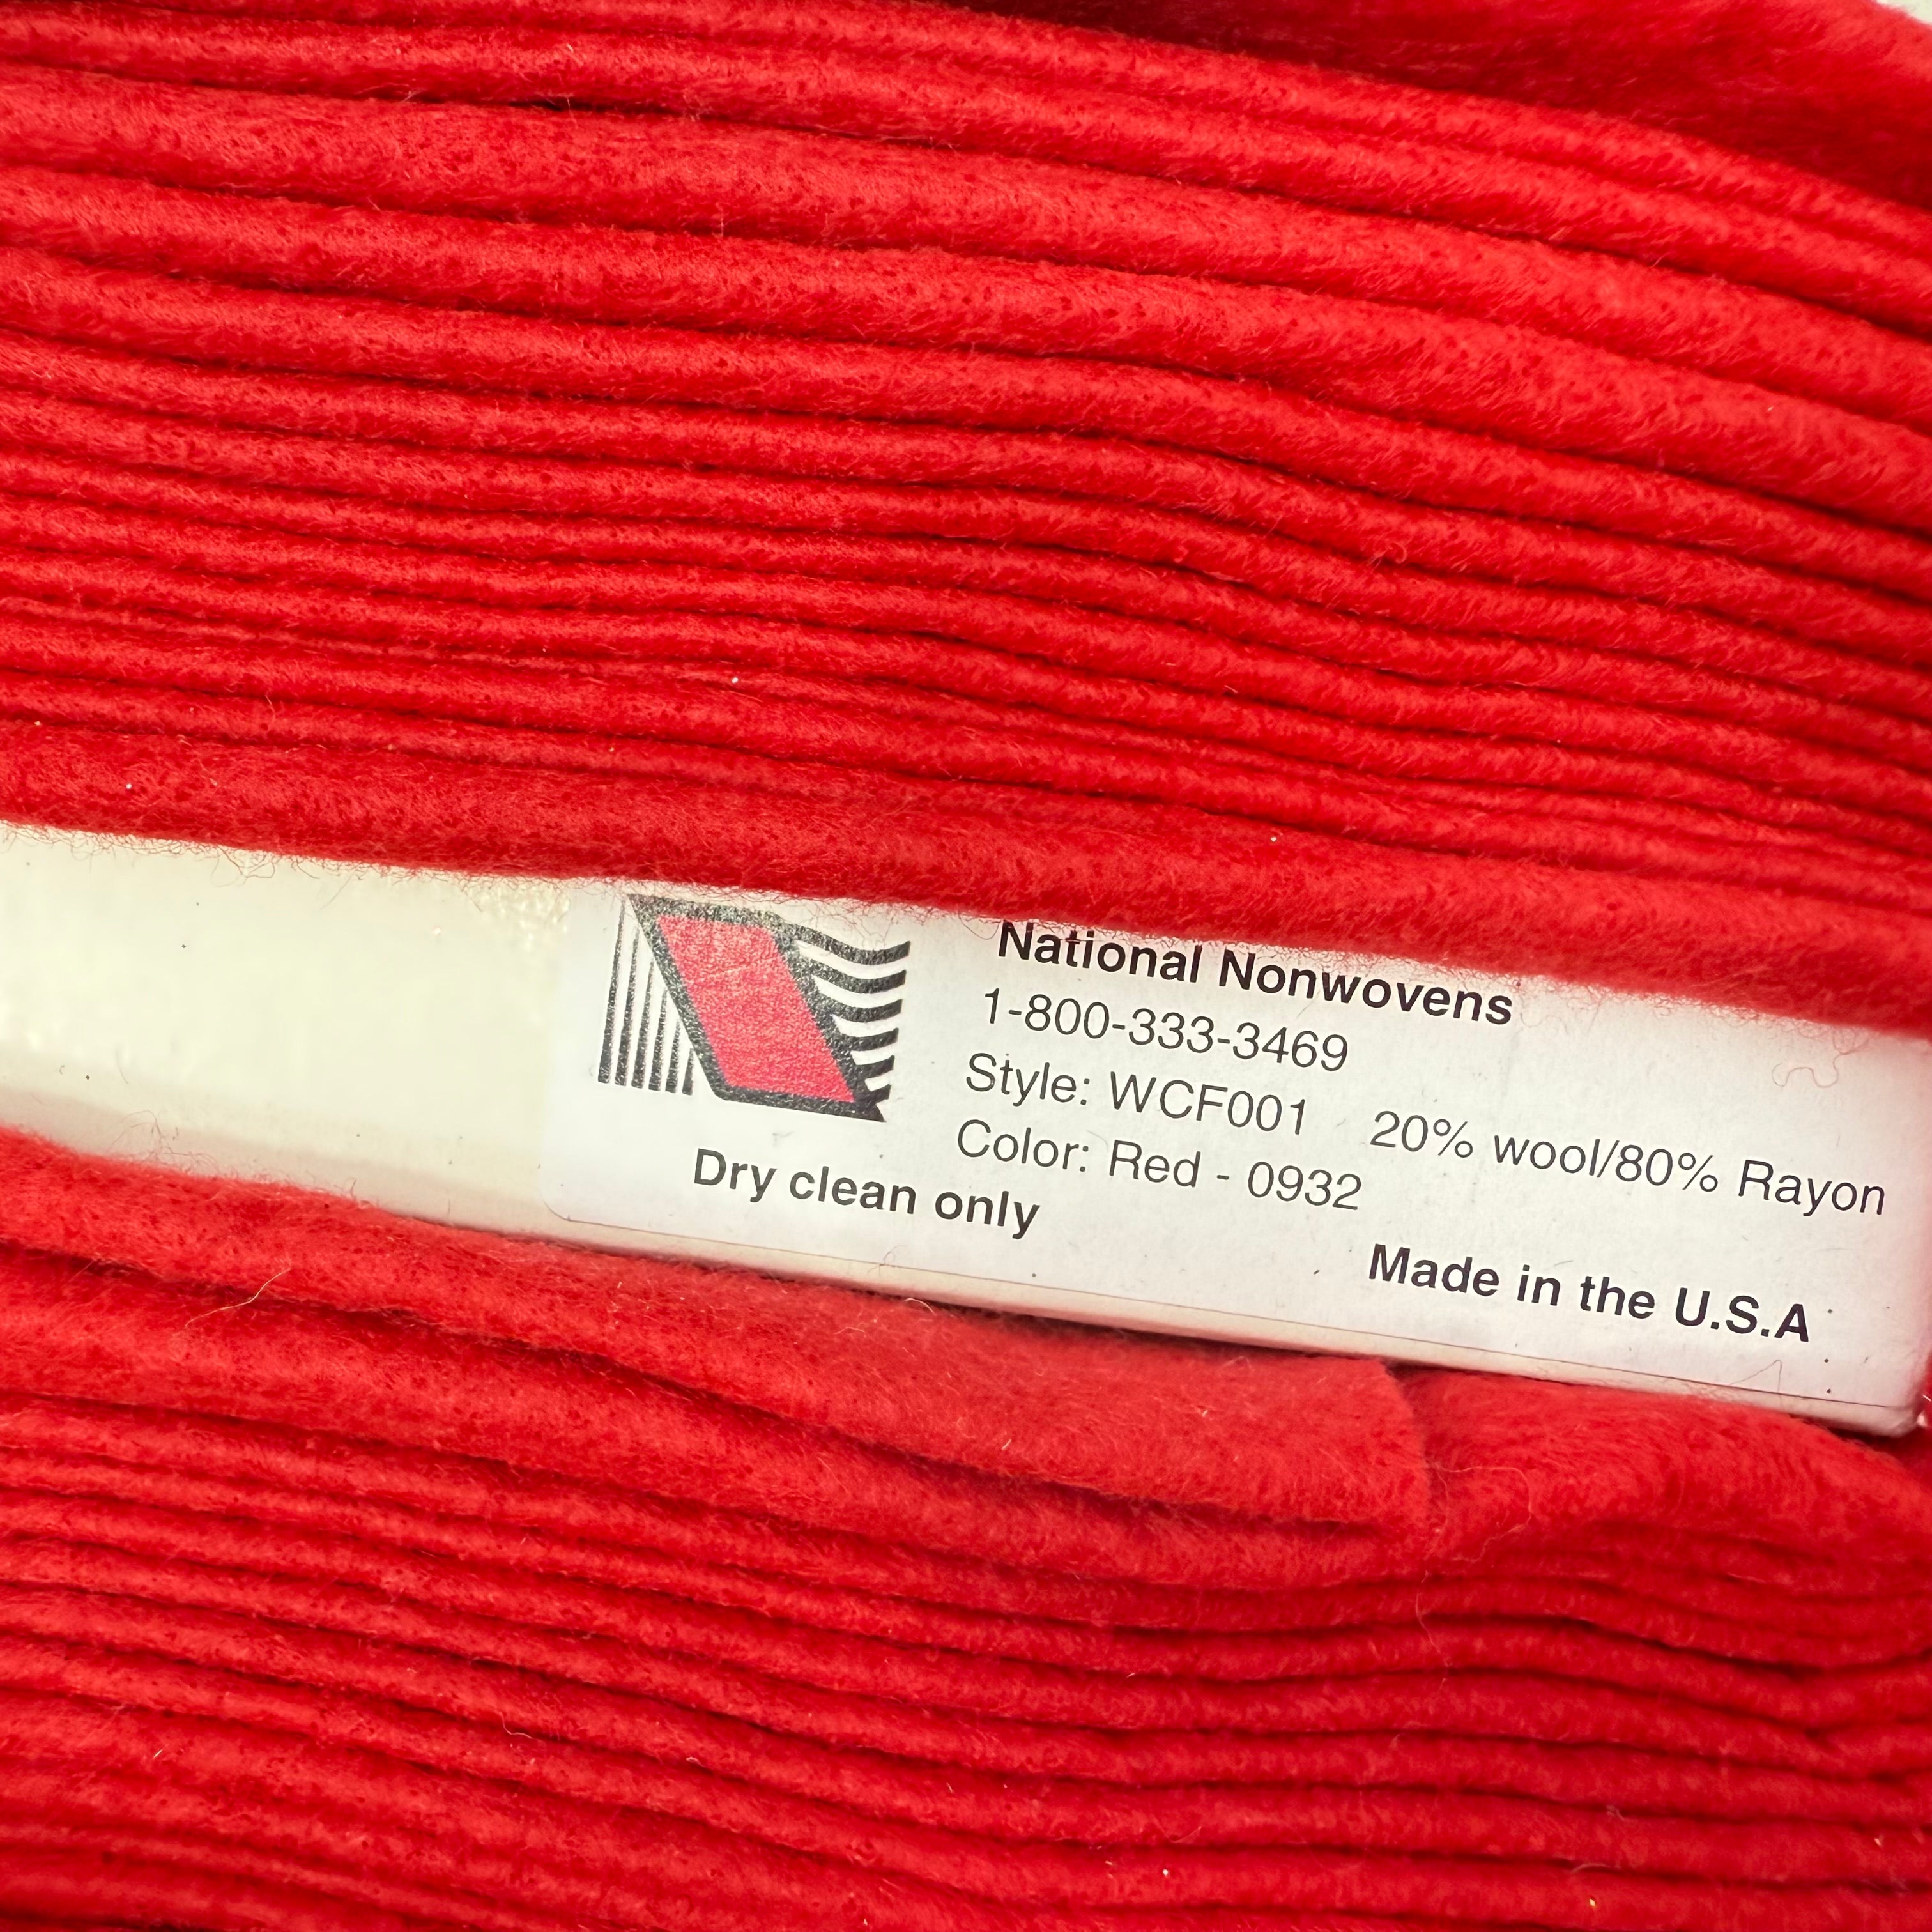 National Nonwovens
1-800-333-3469
Style: WCF001 20% wool/80% Rayon
Color: Red - 0932
Dry clean only
Made in the U.S.A